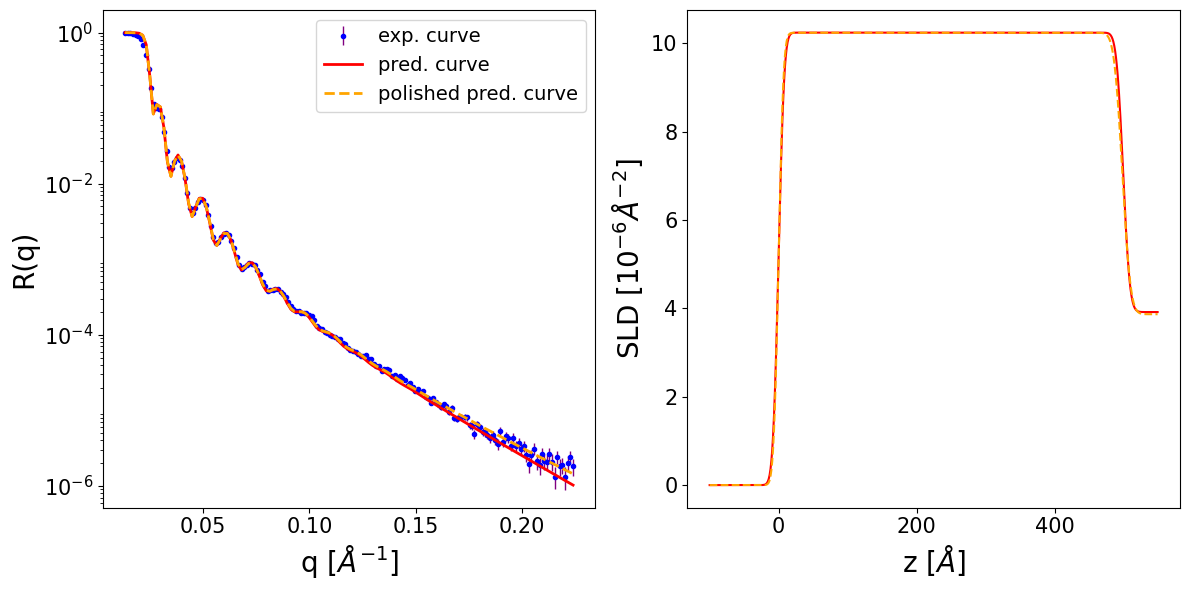 10⁰
10⁻²
10⁻⁴
10⁻⁶
R(q)
exp. curve
pred. curve
polished pred. curve
0.05 0.10 0.15 0.20
q [Å⁻¹]
10
8
6
4
2
0
SLD [10⁻⁶Å⁻²]
0 200 400
z [Å]